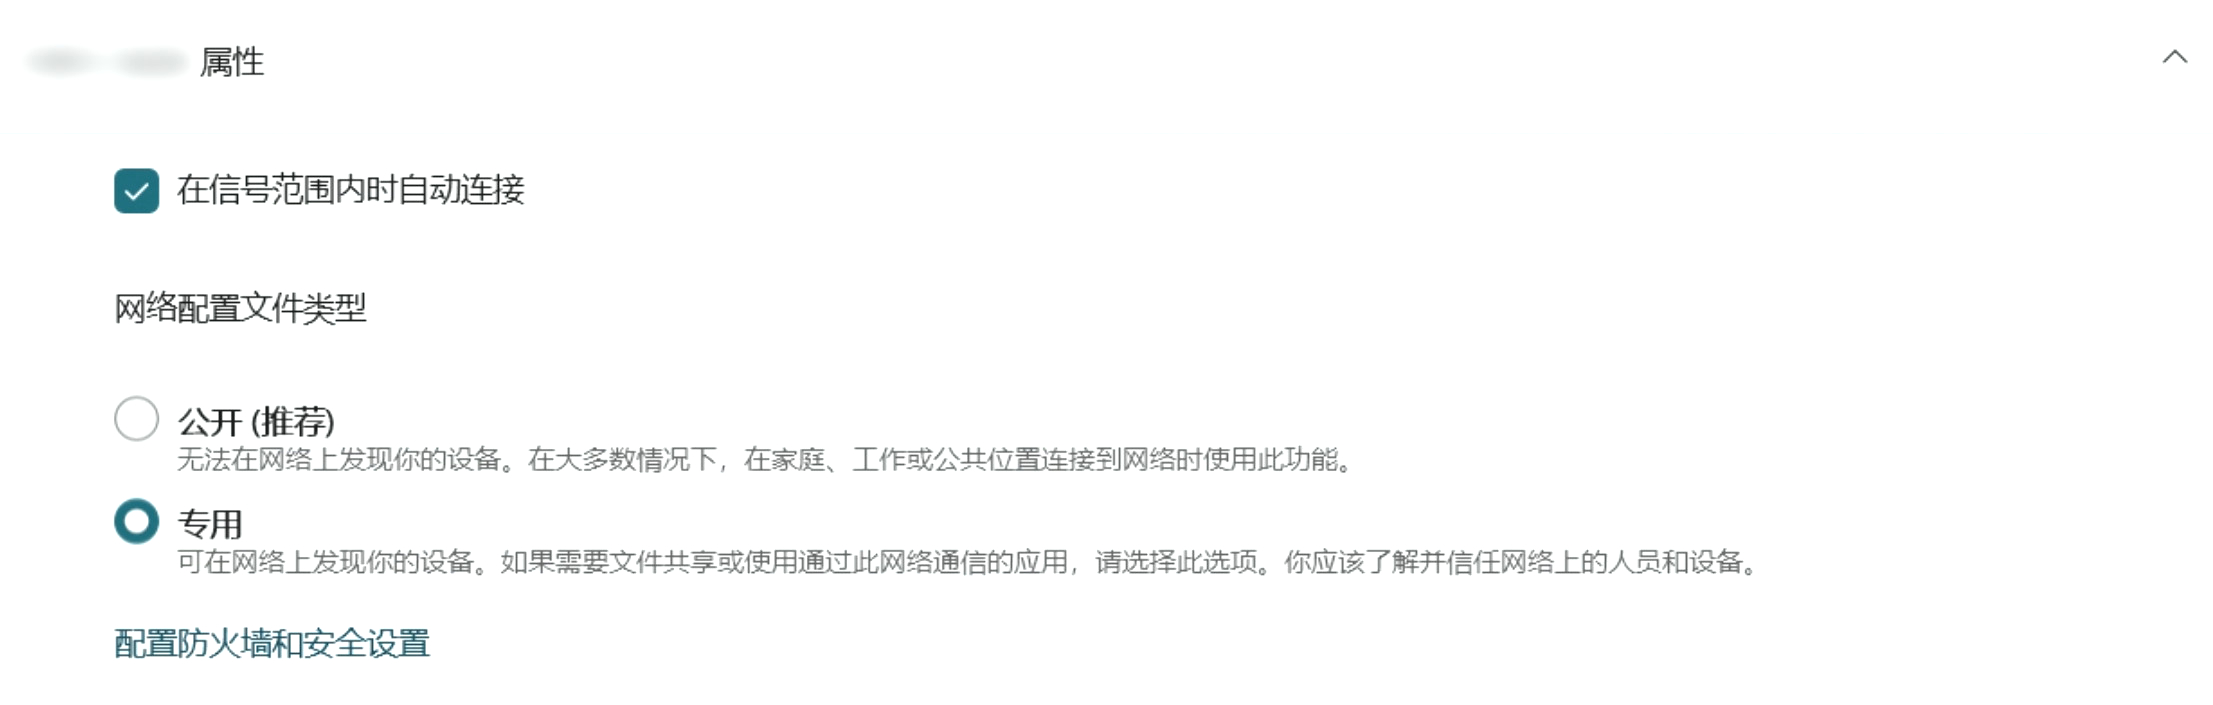 属性
在信号范围内时自动连接
网络配置文件类型
公开 (推荐)
无法在网络上发现你的设备。在大多数情况下，在家庭、工作或公共位置连接到网络时使用此功能。
专用
可在网络上发现你的设备。如果需要文件共享或使用通过此网络通信的应用，请选择此选项。你应该了解并信任网络上的人员和设备。
配置防火墙和安全设置